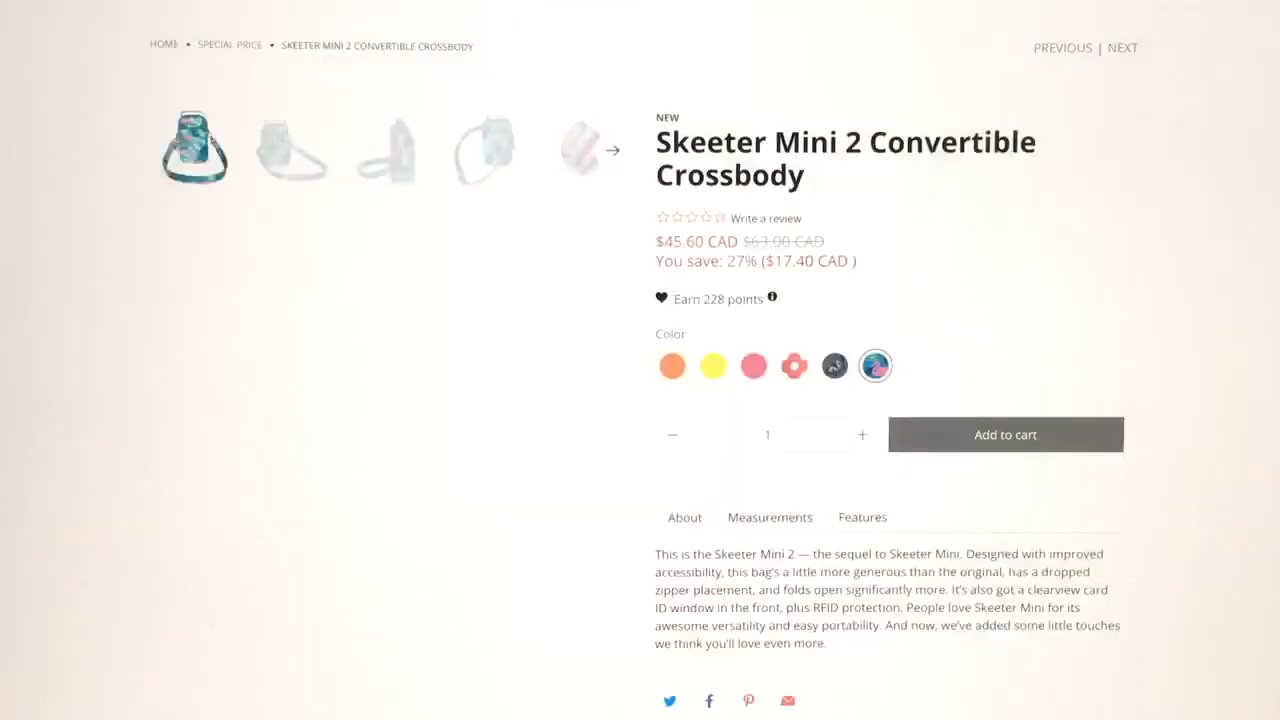 HOME • SPECIAL PRICE • SKEETER MINI 2 CONVERTIBLE CROSSBODY
PREVIOUS | NEXT
NEW
Skeeter Mini 2 Convertible
Crossbody
Write a review
$45.60 CAD $63.00 CAD
You save: 27% ($17.40 CAD )
Earn 228 points
Color
− 1 +
Add to cart
About Measurements Features
This is the Skeeter Mini 2 — the sequel to Skeeter Mini. Designed with improved
accessibility, this bag's a little more generous than the original, has a dropped
zipper placement, and folds open significantly more. It's also got a clearview card
ID window in the front, plus RFID protection. People love Skeeter Mini for its
awesome versatility and easy portability. And now, we've added some little touches
we think you'll love even more.